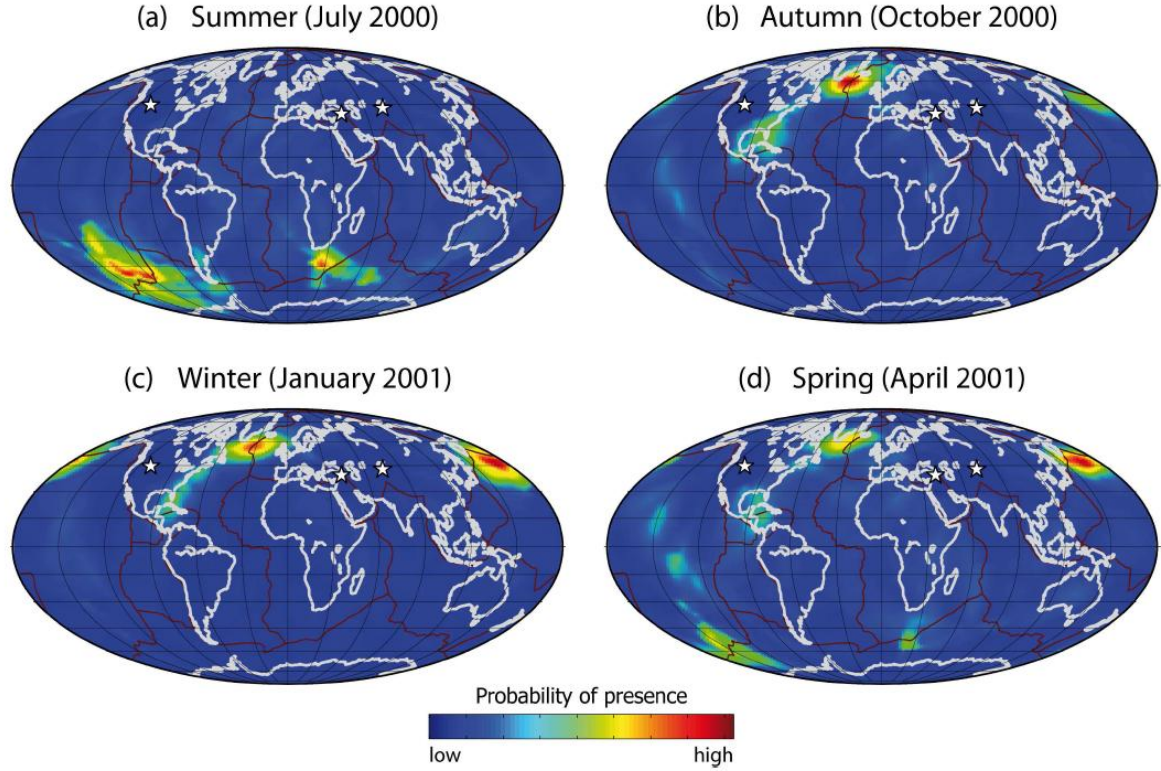 (a) Summer (July 2000)
(b) Autumn (October 2000)
(c) Winter (January 2001)
(d) Spring (April 2001)
Probability of presence
low high